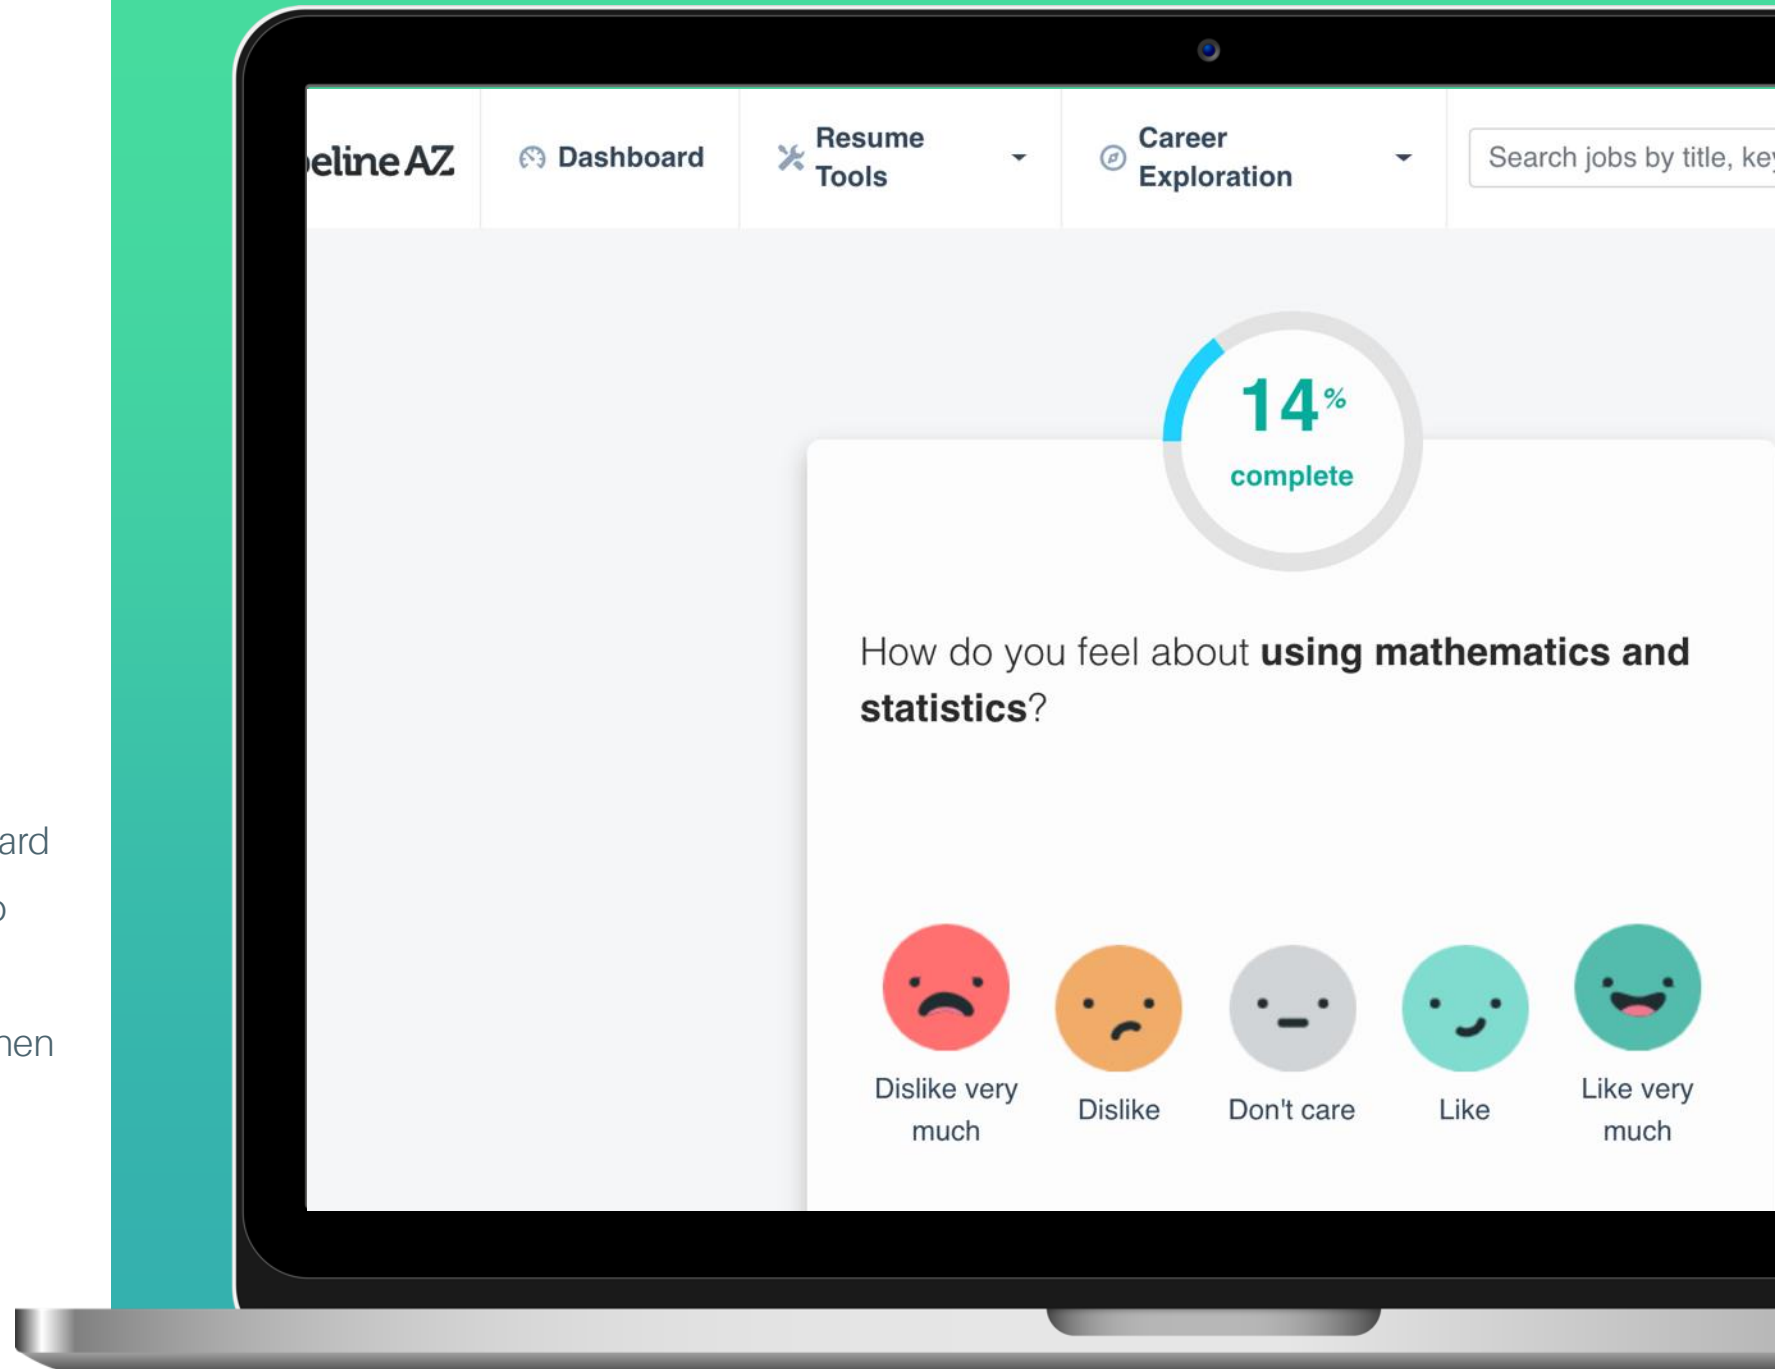 eline AZ
Dashboard
Resume
Tools
Career
Exploration
Search jobs by title, key
14%
complete
How do you feel about using mathematics and
statistics?
Dislike very
much
Dislike
Don't care
Like
Like very
much
ard
hen